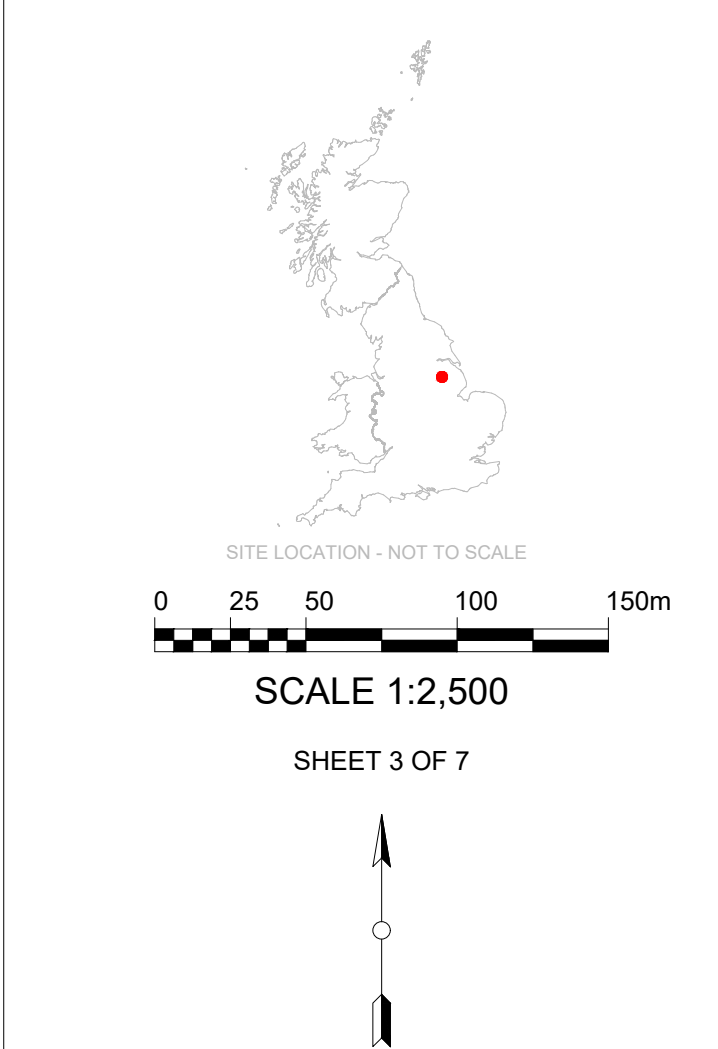 SITE LOCATION - NOT TO SCALE
0 25 50 100 150m
SCALE 1:2,500
SHEET 3 OF 7